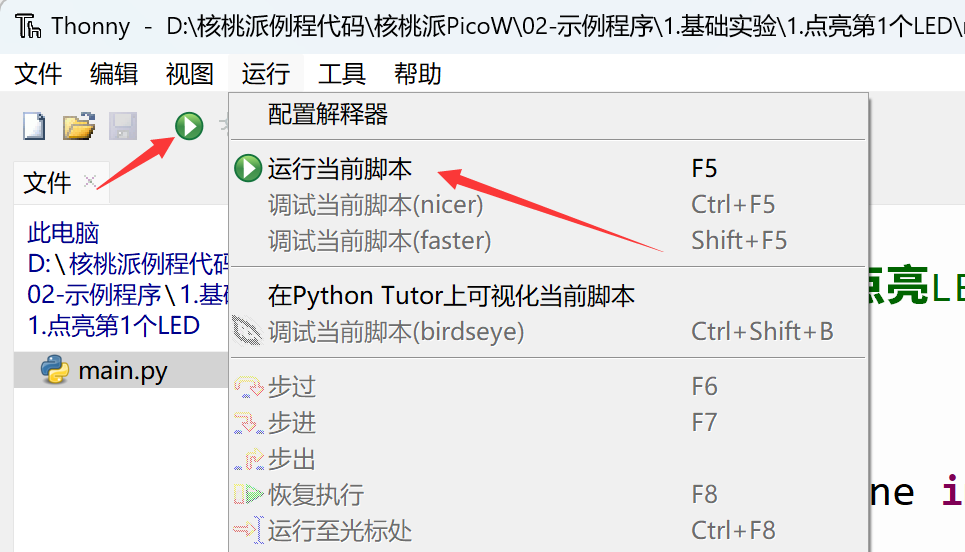 Thonny - D:\核桃派例程代码\核桃派PicoW\02-示例程序\1.基础实验\1.点亮第1个LED\
文件 编辑 视图 运行 工具 帮助
配置解释器
运行当前脚本 F5
调试当前脚本(nicer) Ctrl+F5
调试当前脚本(faster) Shift+F5
在Python Tutor上可视化当前脚本
调试当前脚本(birdseye) Ctrl+Shift+B
步过 F6
步进 F7
步出
恢复执行 F8
运行至光标处 Ctrl+F8
文件
此电脑
D:\核桃派例程代码
02-示例程序\1.基
1.点亮第1个LED
main.py
点亮LE
ne i